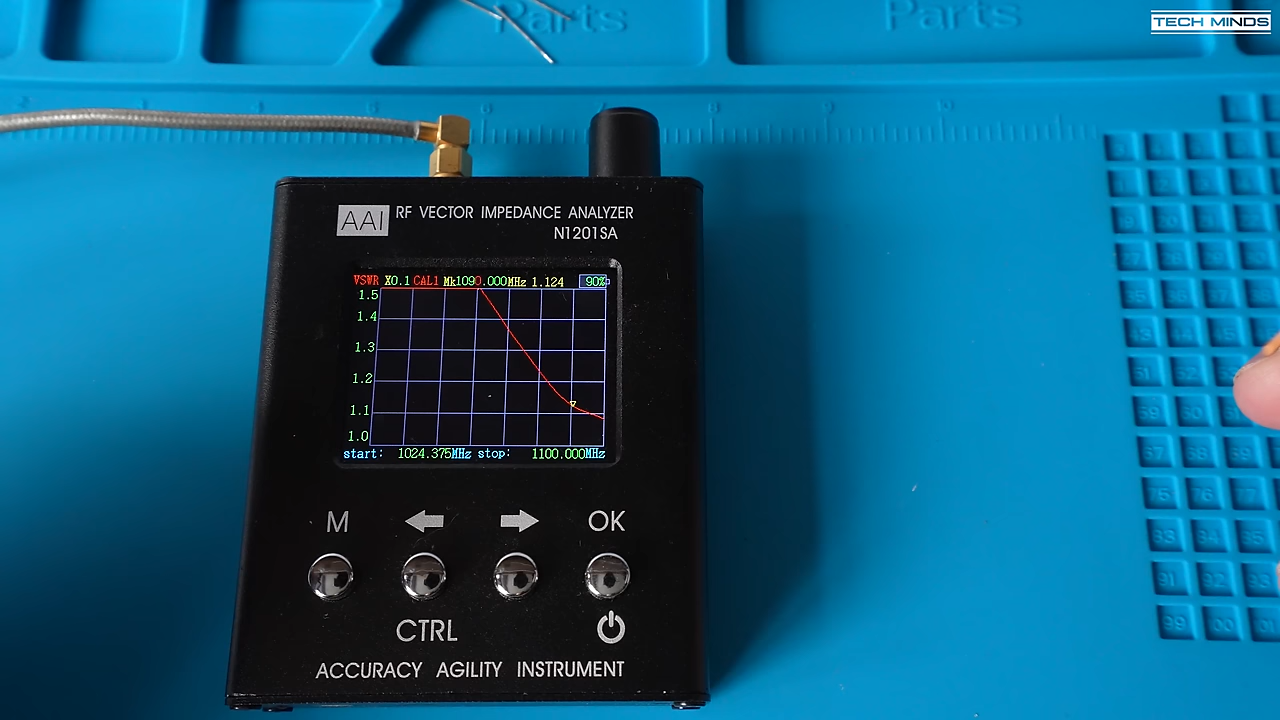 Parts
Parts
TECH MINDS
AAI RF VECTOR IMPEDANCE ANALYZER
N1201SA
VSWR X0.1 CAL1 Mk1090.000MHz 1.124 90%
1.5
1.4
1.3
1.2
1.1
1.0
start: 1024.375MHz stop: 1100.000MHz
M OK
CTRL
ACCURACY AGILITY INSTRUMENT